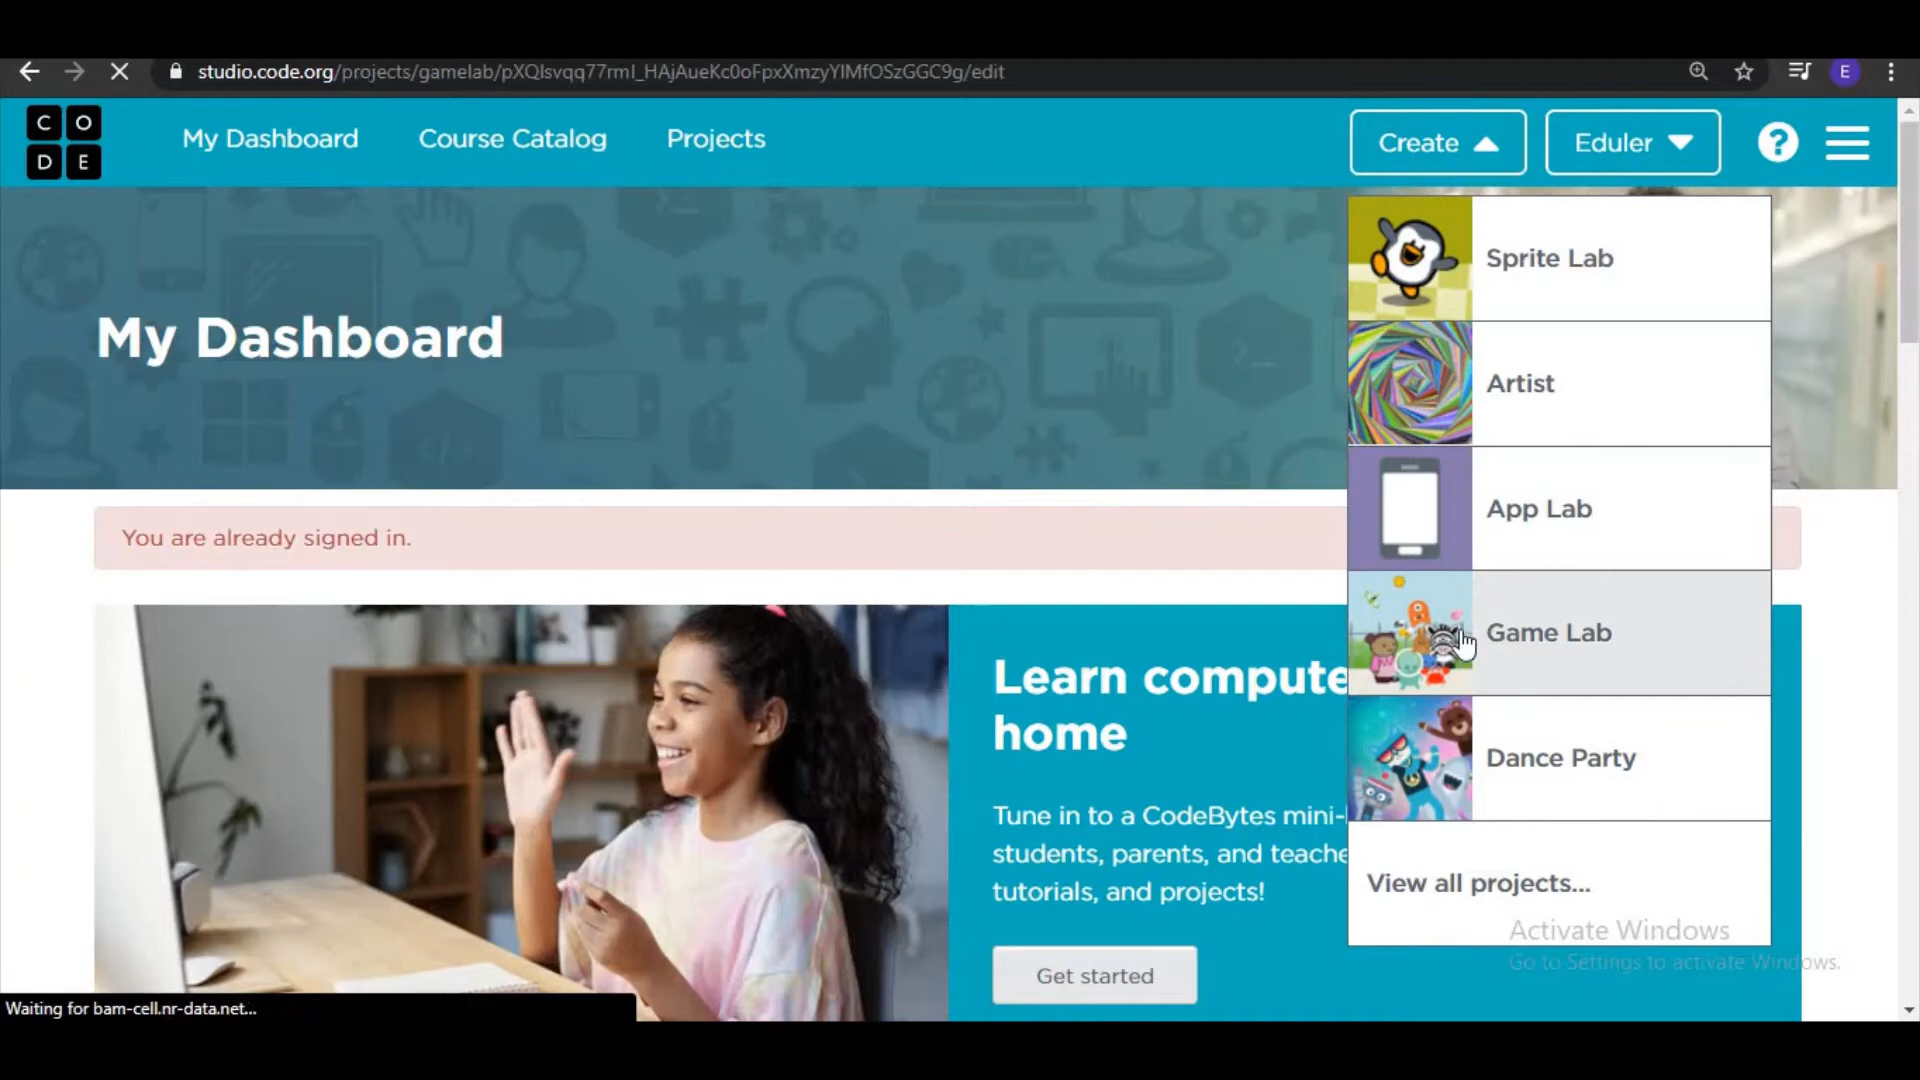 studio.code.org/projects/gamelab/pXQIsvqq77rmI_HAjAueKc0oFpxXmzyYIMfOSzGGC9g/edit
E
CO
DE
My Dashboard
Course Catalog
Projects
Create
Eduler
?
My Dashboard
Sprite Lab
Artist
App Lab
Game Lab
Dance Party
View all projects...
You are already signed in.
Learn compute
home
Tune in to a CodeBytes mini-
students, parents, and teache
tutorials, and projects!
Get started
Activate Windows
Go to Settings to activate Windows.
Waiting for bam-cell.nr-data.net...